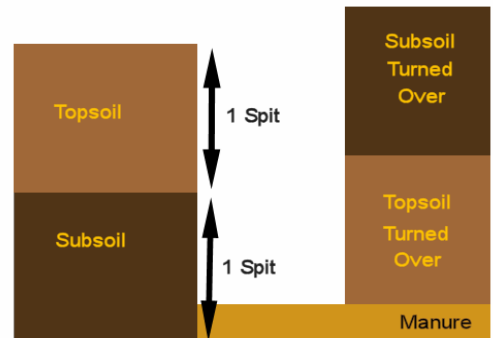 Topsoil
1 Spit
Subsoil
1 Spit
Subsoil
Turned
Over
Topsoil
Turned
Over
Manure